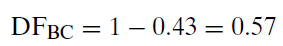 DF_BC = 1 − 0.43 = 0.57